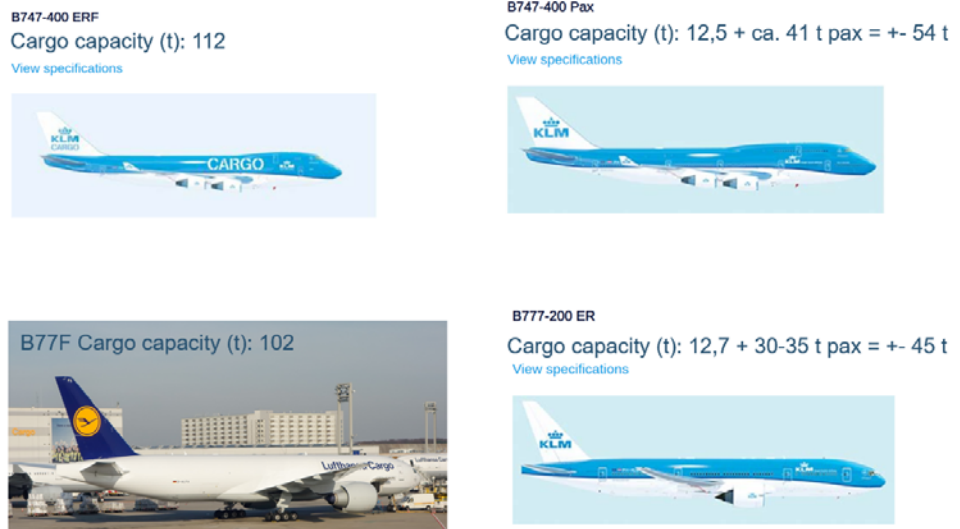 B747-400 ERF
Cargo capacity (t): 112
View specifications
KLM
CARGO
CARGO
KLM
B747-400 Pax
Cargo capacity (t): 12,5 + ca. 41 t pax = +- 54 t
View specifications
KLM
KLM
B77F Cargo capacity (t): 102
Lufthansa Cargo
B777-200 ER
Cargo capacity (t): 12,7 + 30-35 t pax = +- 45 t
View specifications
KLM
KLM